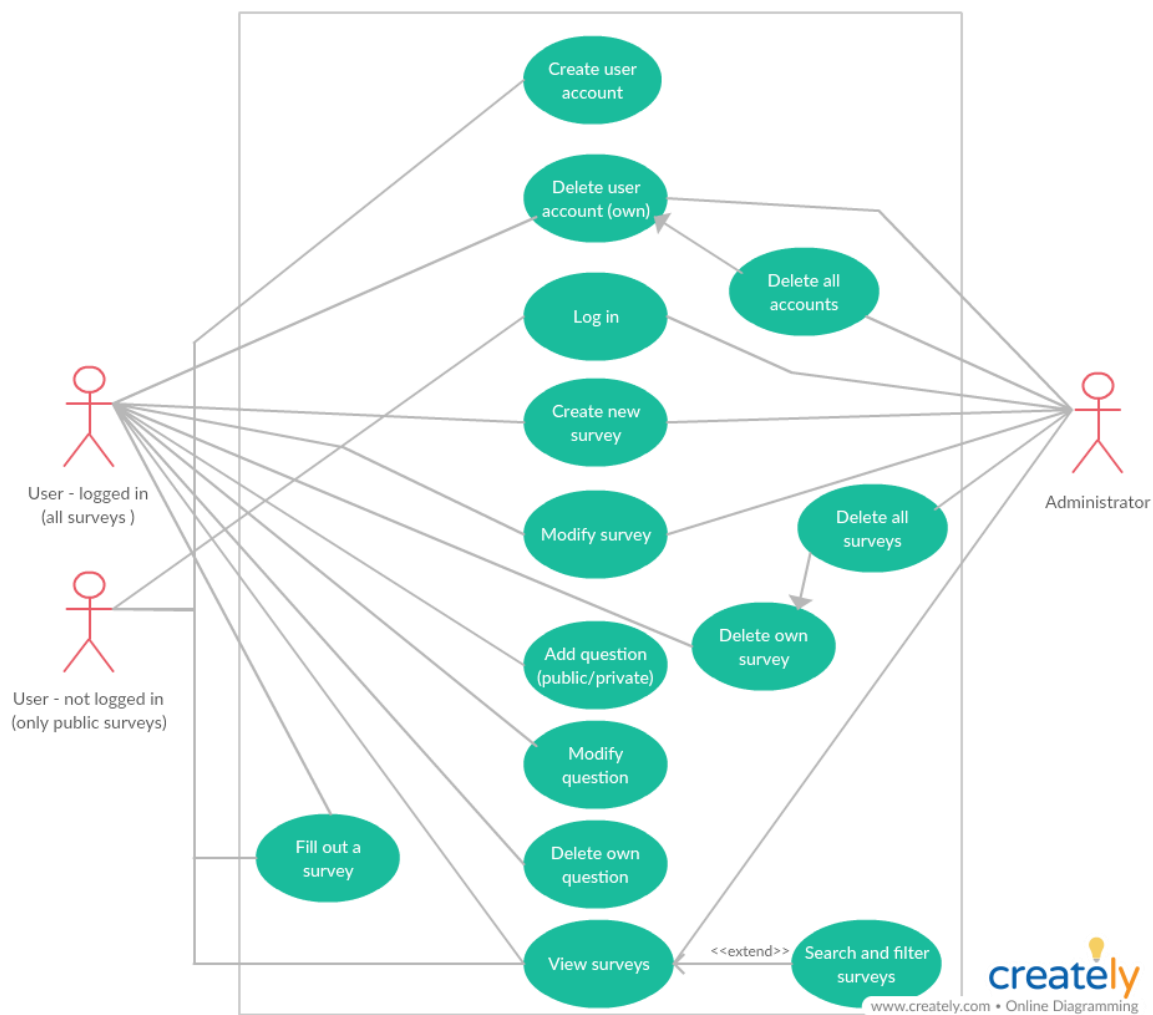 Create user
account
Delete user
account (own)
Delete all
accounts
Log in
Create new
survey
User - logged in
(all surveys )
Administrator
Modify survey
Delete all
surveys
Delete own
survey
Add question
(public/private)
User - not logged in
(only public surveys)
Modify
question
Fill out a
survey
Delete own
question
View surveys
<<extend>>
Search and filter
surveys
creately
www.creately.com • Online Diagramming